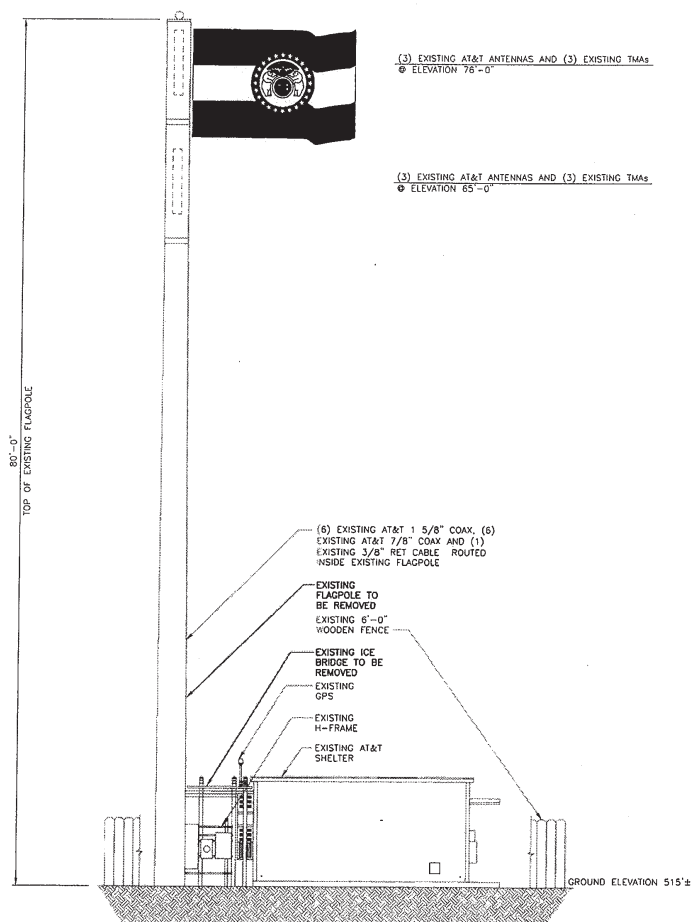 (3) EXISTING AT&T ANTENNAS AND (3) EXISTING TMAs
@ ELEVATION 76'-0"
(3) EXISTING AT&T ANTENNAS AND (3) EXISTING TMAs
@ ELEVATION 65'-0"
80'-0"
TOP OF EXISTING FLAGPOLE
(6) EXISTING AT&T 1 5/8" COAX, (6)
EXISTING AT&T 7/8" COAX AND (1)
EXISTING 3/8" RET CABLE ROUTED
INSIDE EXISTING FLAGPOLE
EXISTING
FLAGPOLE TO
BE REMOVED
EXISTING 6'-0"
WOODEN FENCE
EXISTING ICE
BRIDGE TO BE
REMOVED
EXISTING
GPS
EXISTING
H-FRAME
EXISTING AT&T
SHELTER
GROUND ELEVATION 515'±